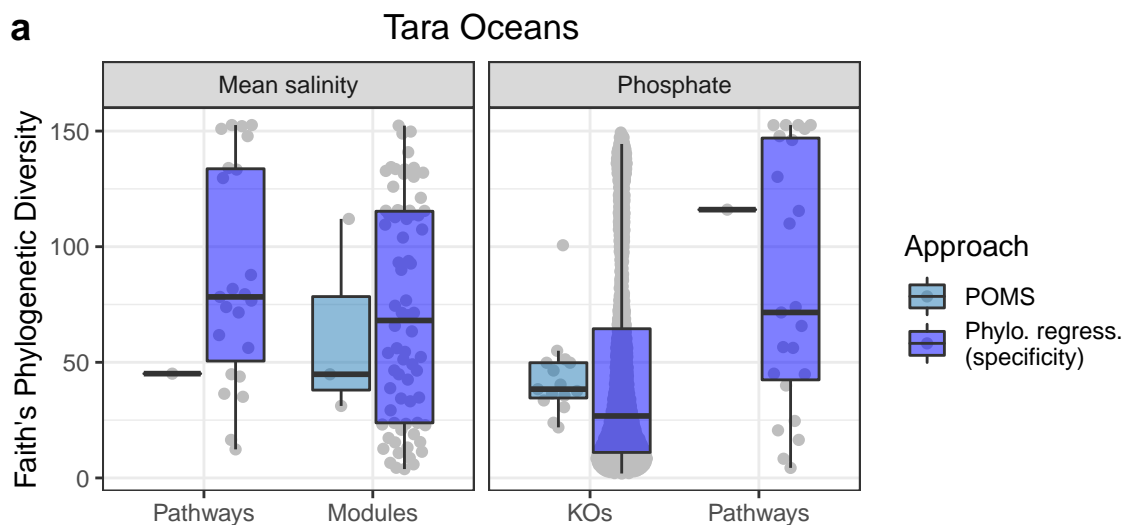 a
Tara Oceans
Mean salinity
Phosphate
Faith's Phylogenetic Diversity
150
100
50
0
Pathways
Modules
KOs
Pathways
Approach
POMS
Phylo. regress.
(specificity)